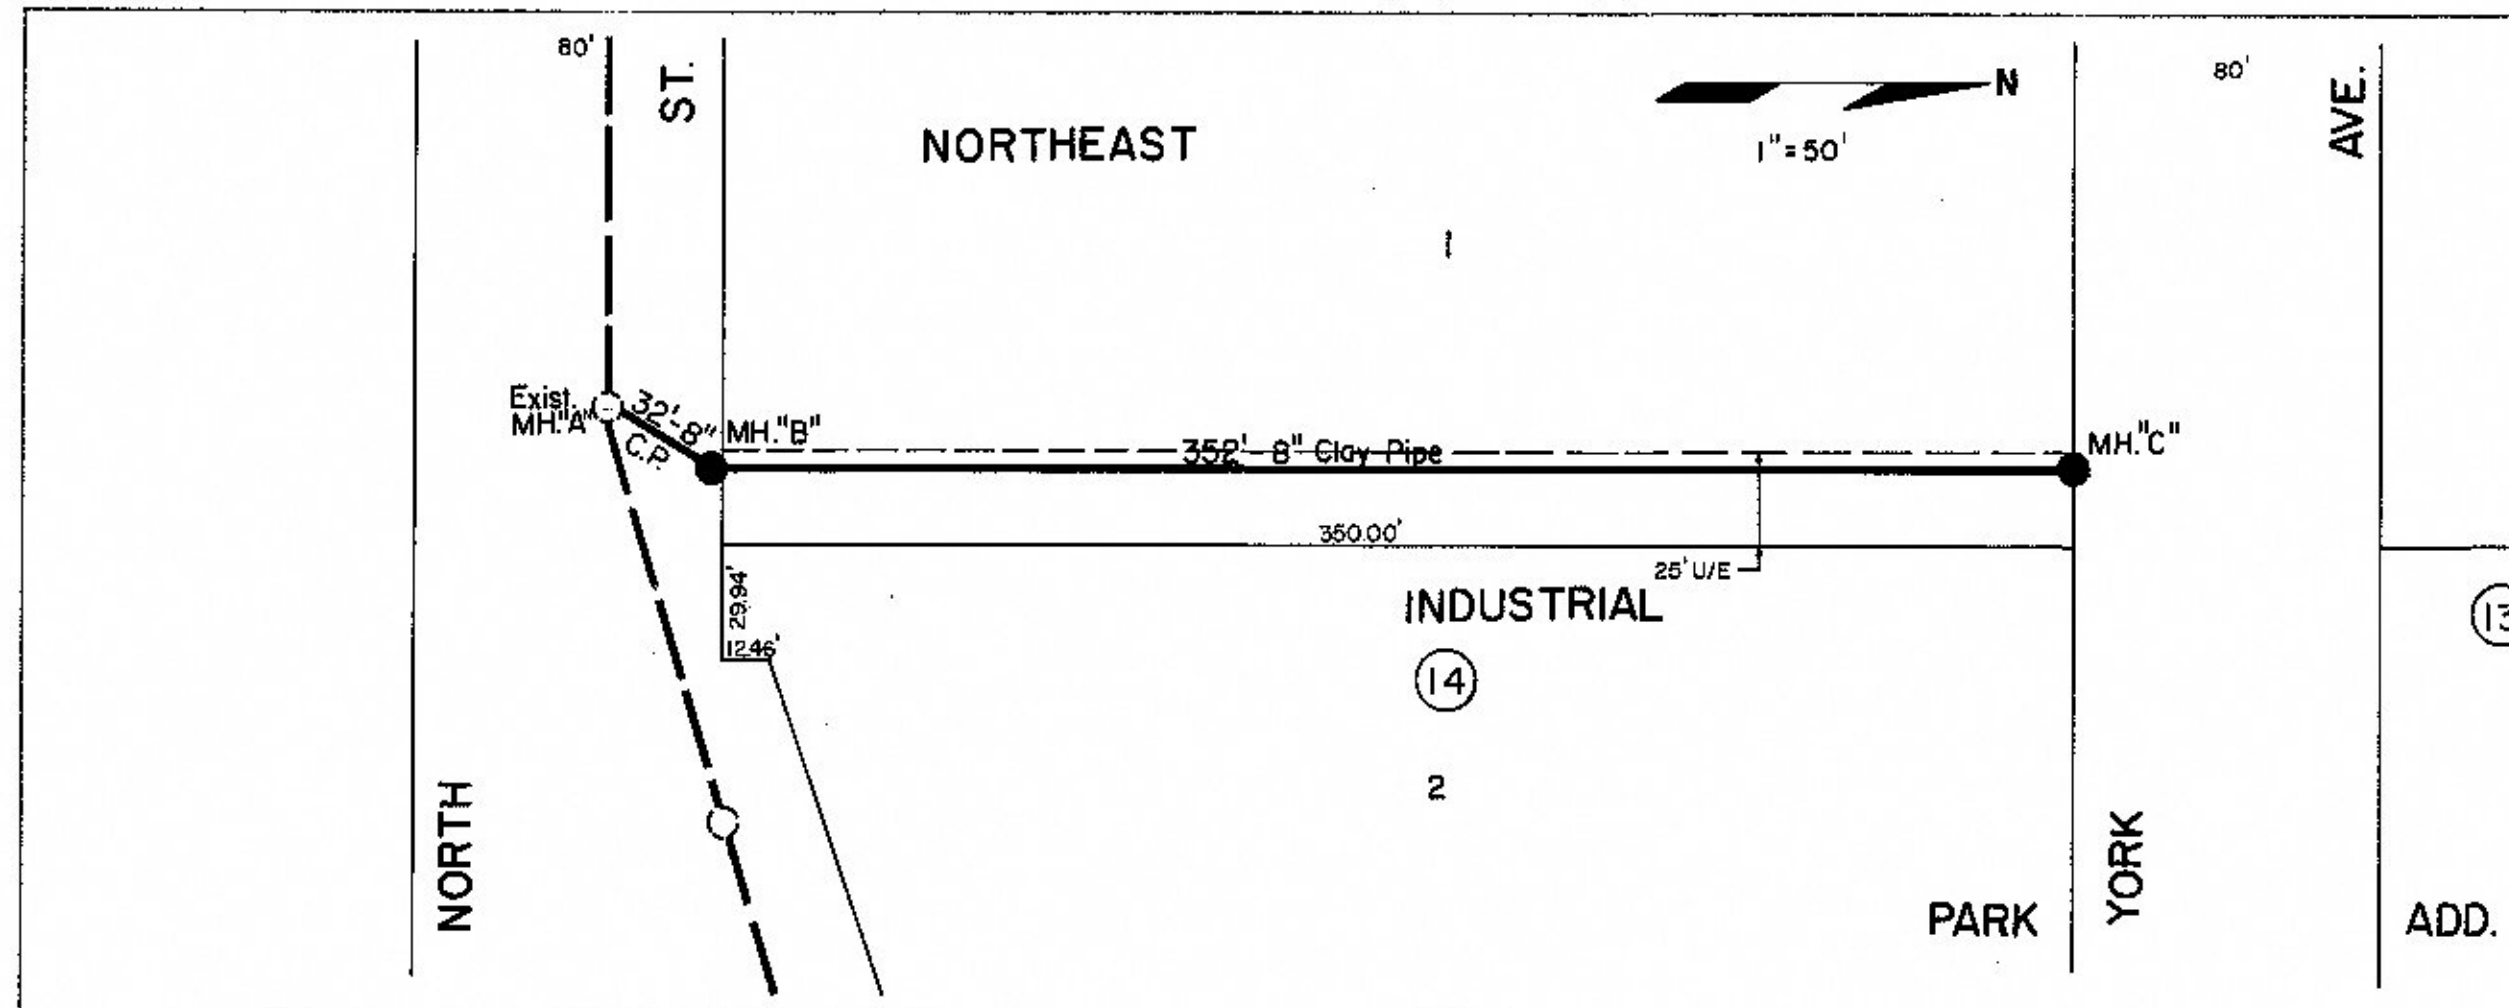 80'
ST.
NORTHEAST
N
1"=50'
80'
AVE.
1
Exist.
MH."A"
32'-8"
C.P.
MH."B"
352'-8" Clay Pipe
MH."C"
350.00'
25' U/E
29.94'
12.46'
INDUSTRIAL
13
14
2
NORTH
PARK
YORK
ADD.